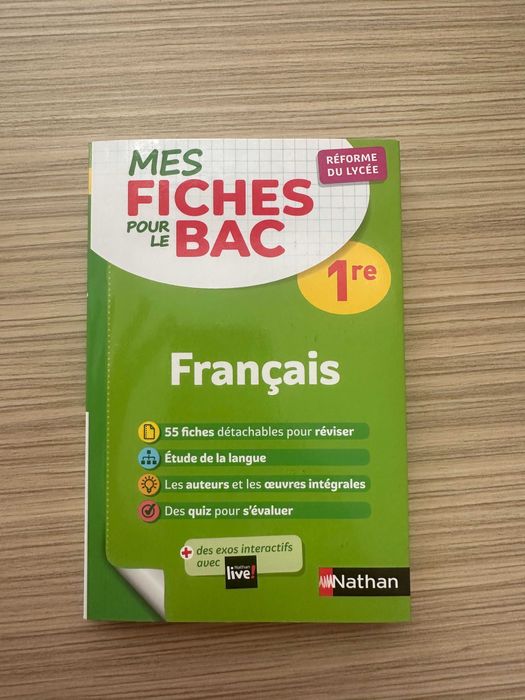 MES
FICHES
POUR LE
BAC
RÉFORME
DU LYCÉE
1re
Français
55 fiches détachables pour réviser
Étude de la langue
Les auteurs et les œuvres intégrales
Des quiz pour s'évaluer
+ des exos interactifs
avec Nathan live!
Nathan